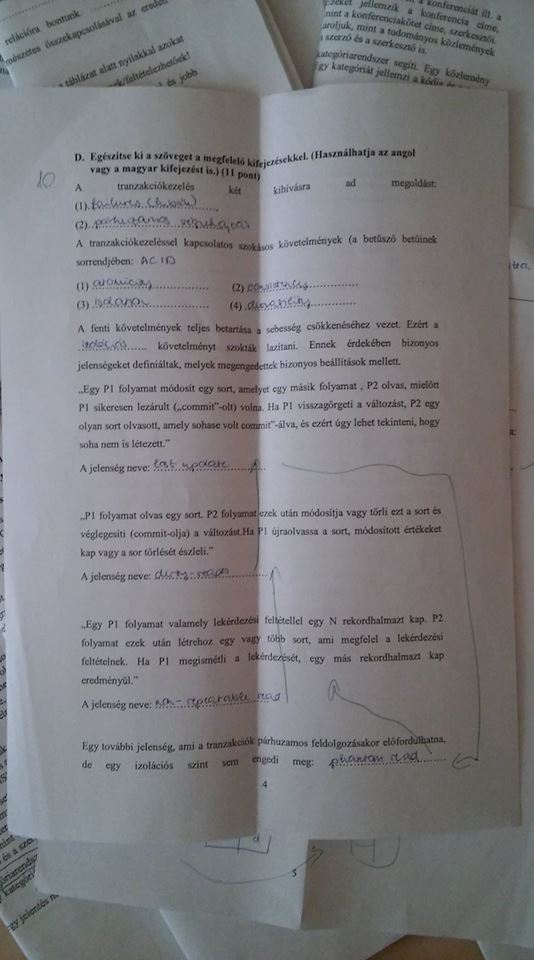 relációra bontunk.
mészetes összekapcsolásával az eredeti
táblázat alatt nyilakkal azokat
és jobb
konferenciát ill. a
jellemzik a konferencia címe,
mint a konferenciakötet címe, szerkesztői,
ároljuk, mint a tudományos közlemények
szerző és a szerkesztő is.
kategóriarendszer segíti. Egy közlemény
gy kategóriát jellemzi a kódja és
10
D. Egészítse ki a szöveget a megfelelő kifejezésekkel. (Használhatja az angol
vagy a magyar kifejezést is.) (11 pont)
A tranzakciókezelés két kihívásra ad megoldást:
(1) failures
(2) párhuzamos végrehajtás
A tranzakciókezeléssel kapcsolatos szokásos követelmények (a betűszó betűinek
sorrendjében: ACID
(1) atomicity (2) consistency
(3) isolation (4) durability
A fenti követelmények teljes betartása a sebesség csökkenéséhez vezet. Ezért a
izolációs követelményt szokták lazítani. Ennek érdekében bizonyos
jelenségeket definiáltak, melyek megengedettek bizonyos beállítások mellett.
„Egy P1 folyamat módosít egy sort, amelyet egy másik folyamat , P2 olvas, mielőtt
P1 sikeresen lezárult („commit"-olt) volna. Ha P1 visszagörgeti a változást, P2 egy
olyan sort olvasott, amely sohase volt commit"-álva, és ezért úgy lehet tekinteni, hogy
soha nem is létezett."
A jelenség neve: lost update
„P1 folyamat olvas egy sort. P2 folyamat ezek után módosítja vagy törli ezt a sort és
véglegesíti (commit-olja) a változást.Ha P1 újraolvassa a sort, módosított értékeket
kap vagy a sor törlését észleli."
A jelenség neve: dirty-reads
„Egy P1 folyamat valamely lekérdezési feltétellel egy N rekordhalmazt kap. P2
folyamat ezek után létrehoz egy vagy több sort, ami megfelel a lekérdezési
feltételnek. Ha P1 megismétli a lekérdezését, egy más rekordhalmazt kap
eredményül."
A jelenség neve: non-repeatable read
Egy további jelenség, ami a tranzakciók párhuzamos feldolgozásakor előfordulhatna,
de egy izolációs szint sem engedi meg: phantom read
4
d
5